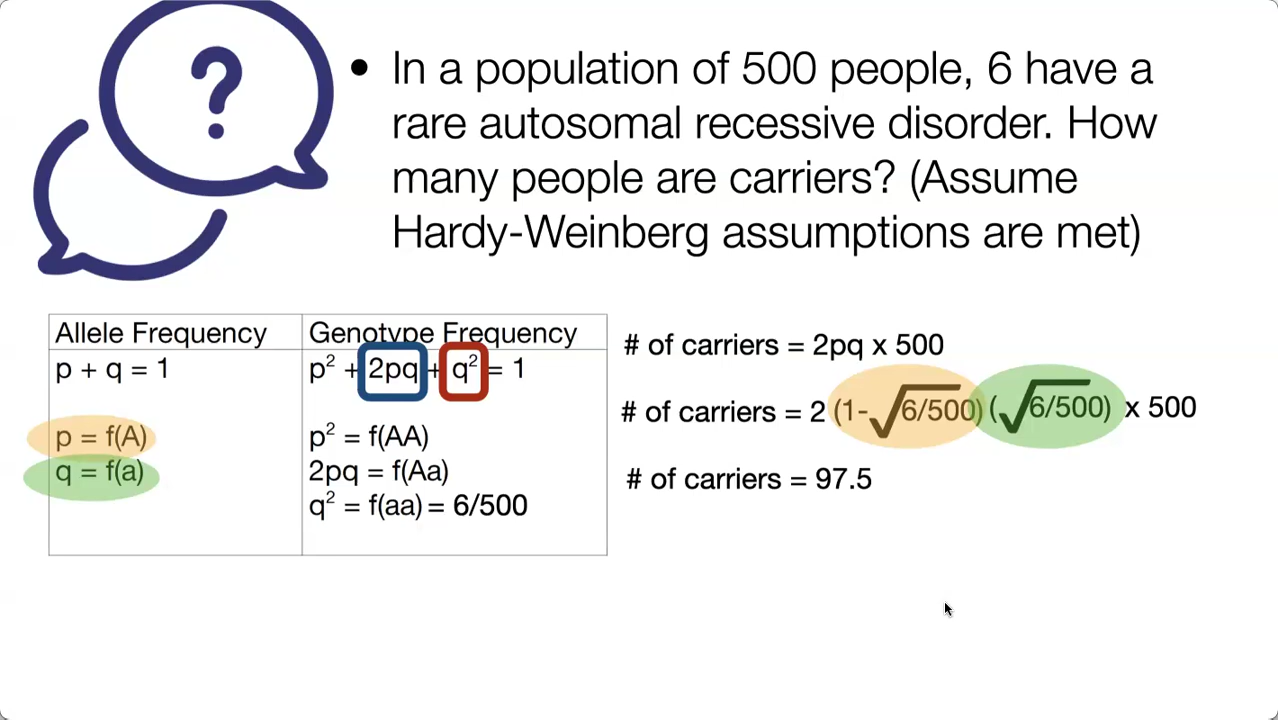 ?
• In a population of 500 people, 6 have a
rare autosomal recessive disorder. How
many people are carriers? (Assume
Hardy-Weinberg assumptions are met)
Allele Frequency
p + q = 1
p = f(A)
q = f(a)
Genotype Frequency
p² + 2pq + q² = 1
p² = f(AA)
2pq = f(Aa)
q² = f(aa) = 6/500
# of carriers = 2pq x 500
# of carriers = 2 (1-√6/500) (√6/500) x 500
# of carriers = 97.5